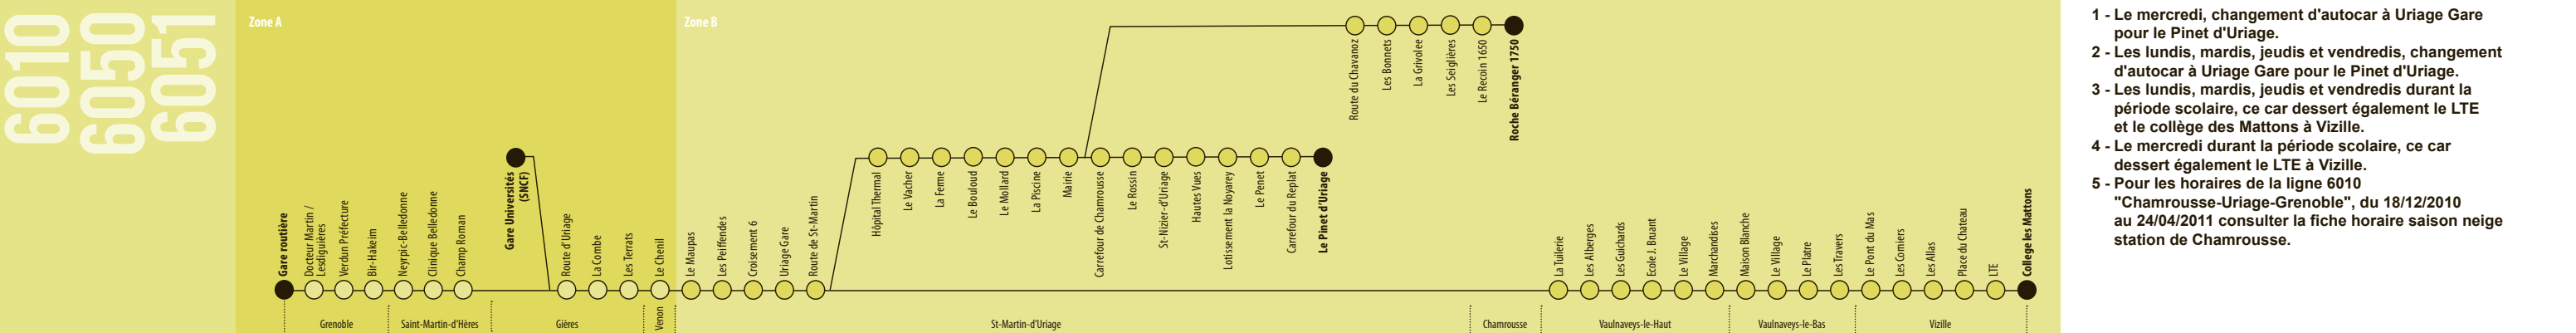 6010
6050
6051
Zone A
Zone B
Gare routière
Docteur Martin /
Lesdiguières
Verdun Préfecture
Bir-Hakeim
Neyrpic-Belledonne
Clinique Belledonne
Champ Roman
Gare Universités
(SNCF)
Route d'Uriage
La Combe
Les Terrats
Le Chenil
Le Maupas
Les Peiffendes
Croisement 6
Uriage Gare
Route de St-Martin
Hôpital Thermal
Le Vacher
La Ferme
Le Bouloud
Le Mollard
La Piscine
Mairie
Carrefour de Chamrousse
Le Rossin
St-Nizier-d'Uriage
Hautes Vues
Lotissement la Noyarey
Le Penet
Carrefour du Replat
Le Pinet d'Uriage
Route du Chavanoz
Les Bonnets
La Grivolee
Les Seiglières
Le Recoin 1650
Roche Béranger 1750
La Tuilerie
Les Alberges
Les Guichards
Ecole J. Bruant
Le Village
Marchandises
Maison Blanche
Le Village
Le Platre
Les Travers
Le Pont du Mas
Les Corniers
Les Allas
Place du Chateau
LTE
College les Mattons
Grenoble
Saint-Martin-d'Hères
Gières
Venon
St-Martin-d'Uriage
Chamrousse
Vaulnaveys-le-Haut
Vaulnaveys-le-Bas
Vizille
1 - Le mercredi, changement d'autocar à Uriage Gare
pour le Pinet d'Uriage.
2 - Les lundis, mardis, jeudis et vendredis, changement
d'autocar à Uriage Gare pour le Pinet d'Uriage.
3 - Les lundis, mardis, jeudis et vendredis durant la
période scolaire, ce car dessert également le LTE
et le collège des Mattons à Vizille.
4 - Le mercredi durant la période scolaire, ce car
dessert également le LTE à Vizille.
5 - Pour les horaires de la ligne 6010
"Chamrousse-Uriage-Grenoble", du 18/12/2010
au 24/04/2011 consulter la fiche horaire saison neige
station de Chamrousse.